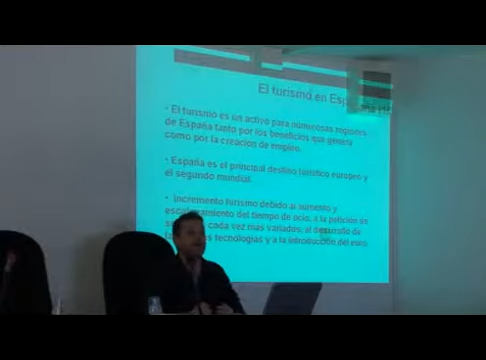 El turismo en Esp
• El turismo es un activo para numerosas regiones
de España tanto por los beneficios que genera
como por la creación de empleo.
• España es el principal destino turístico europeo y
el segundo mundial.
• Incremento turismo debido al aumento y
escalonamiento del tiempo de ocio, a la petición de
cada vez más variados, al desarrollo de
tecnologías y a la introducción del euro